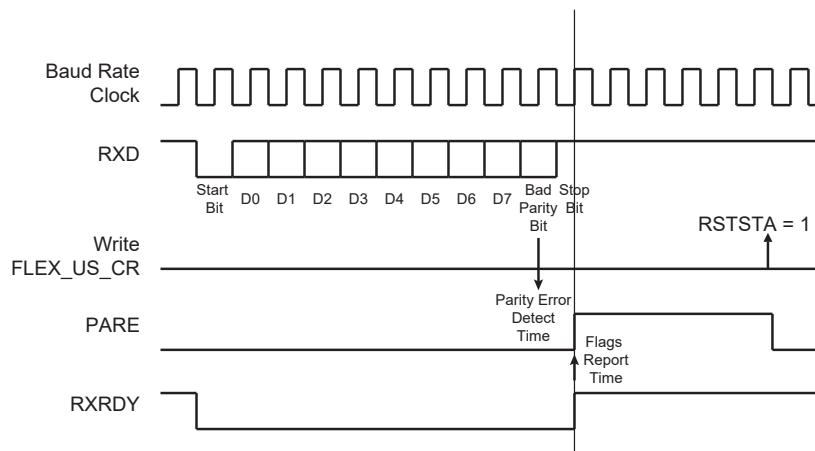 Baud Rate
Clock
RXD
Start
Bit
D0
D1
D2
D3
D4
D5
D6
D7
Bad
Parity
Bit
Stop
Bit
Write
FLEX_US_CR
RSTSTA = 1
Parity Error
Detect
Time
PARE
Flags
Report
Time
RXRDY